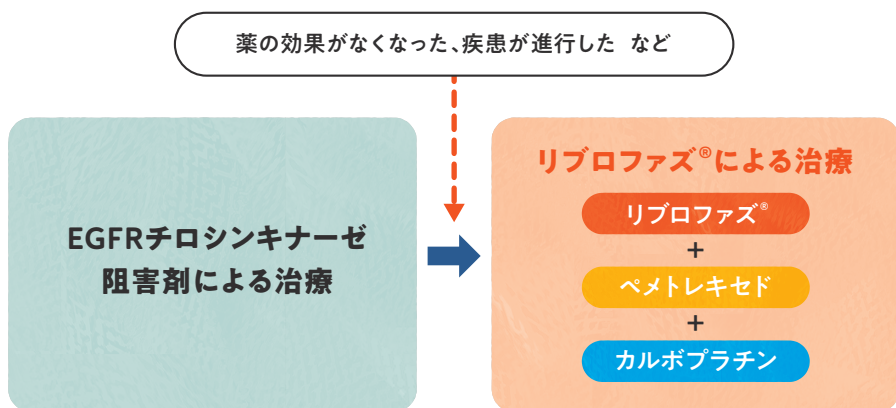 薬の効果がなくなった、疾患が進行した など
EGFRチロシンキナーゼ
阻害剤による治療
リブロファズ®による治療
リブロファズ®
+
ペメトレキセド
+
カルボプラチン